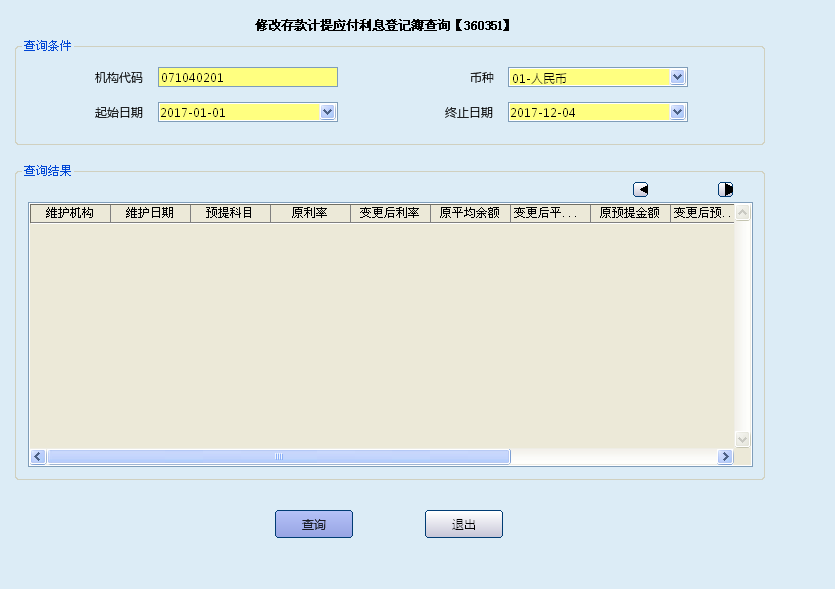 修改存款计提应付利息登记簿查询【360351】
查询条件
机构代码 071040201 币种 01-人民币
起始日期 2017-01-01 终止日期 2017-12-04
查询结果
维护机构 维护日期 预提科目 原利率 变更后利率 原平均余额 变更后平... 原预提金额 变更后预..
查询 退出